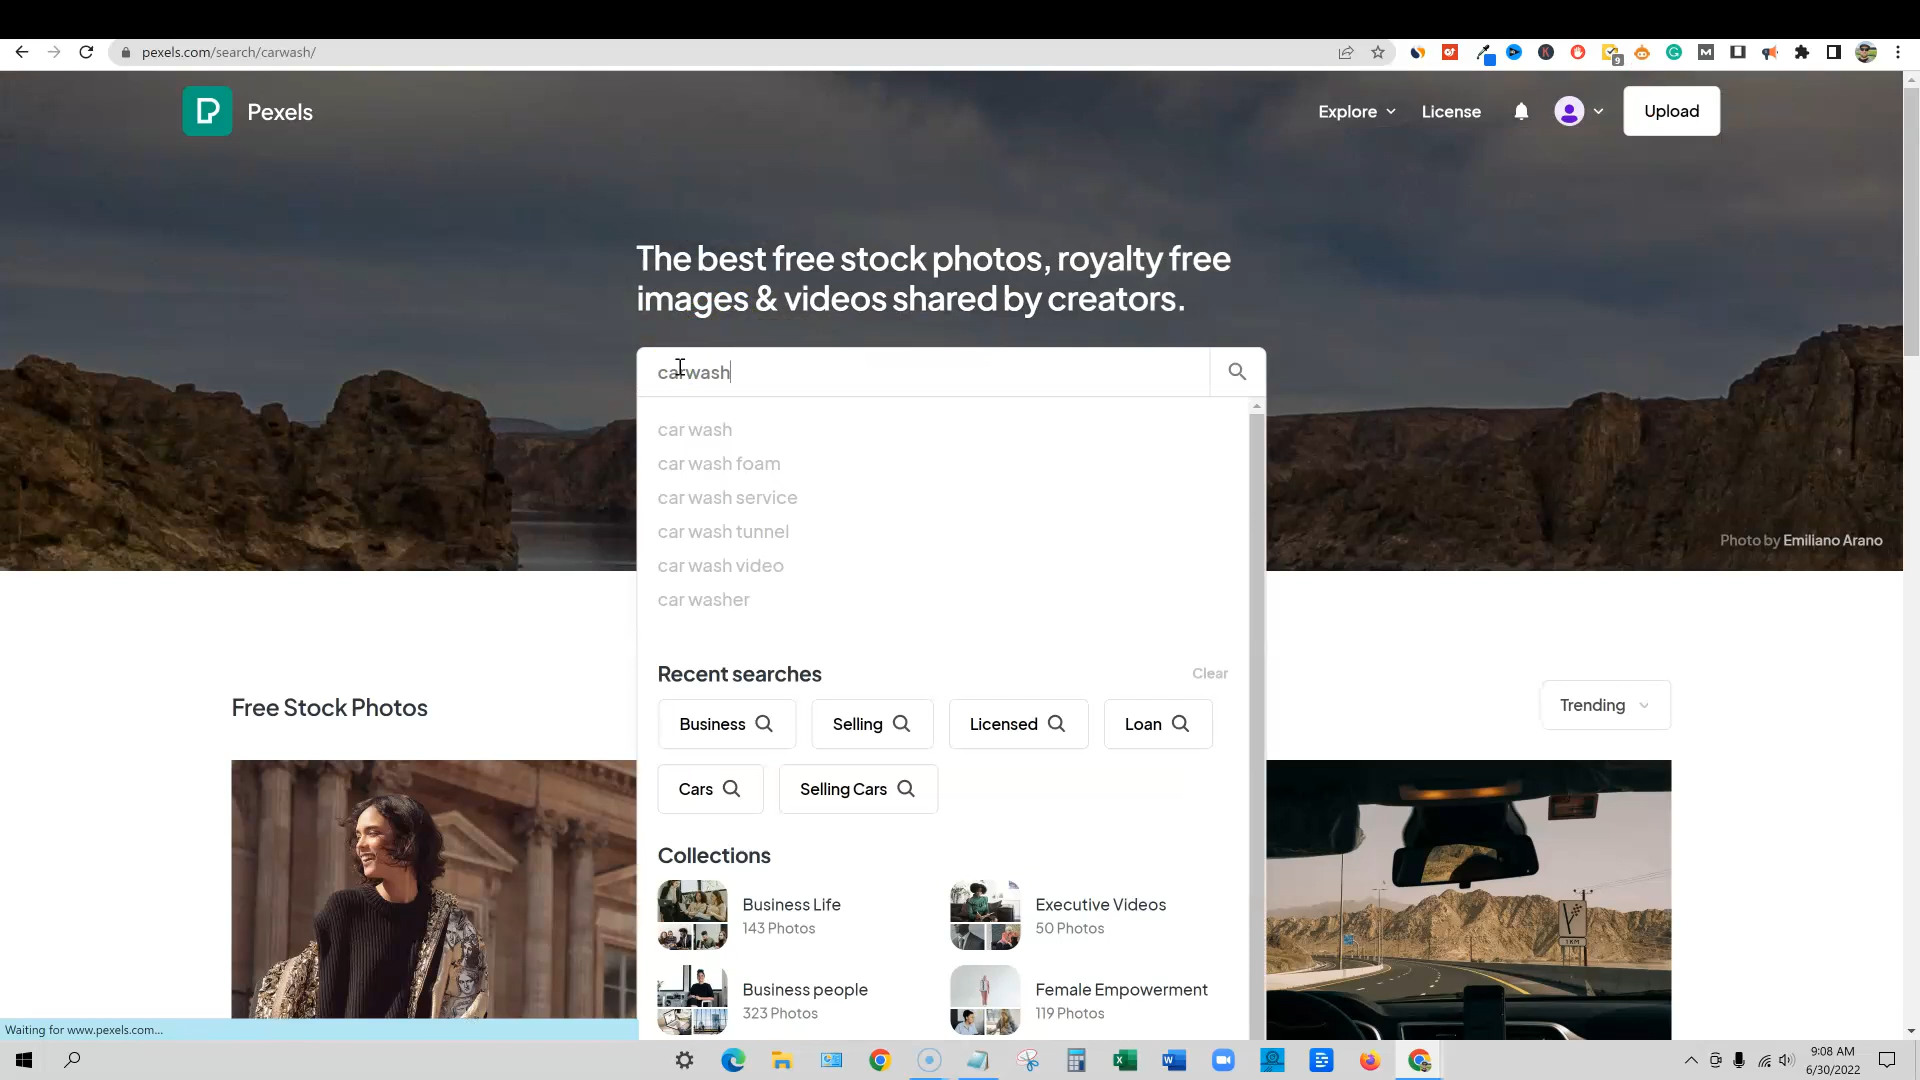 pexels.com/search/carwash/
9
Pexels
Explore
License
Upload
The best free stock photos, royalty free
images & videos shared by creators.
carwash
car wash
car wash foam
car wash service
car wash tunnel
car wash video
car washer
Photo by Emiliano Arano
Recent searches
Clear
Business
Selling
Licensed
Loan
Cars
Selling Cars
Free Stock Photos
Trending
Collections
Business Life
143 Photos
Executive Videos
50 Photos
Business people
323 Photos
Female Empowerment
119 Photos
Waiting for www.pexels.com...
9:08 AM
6/30/2022